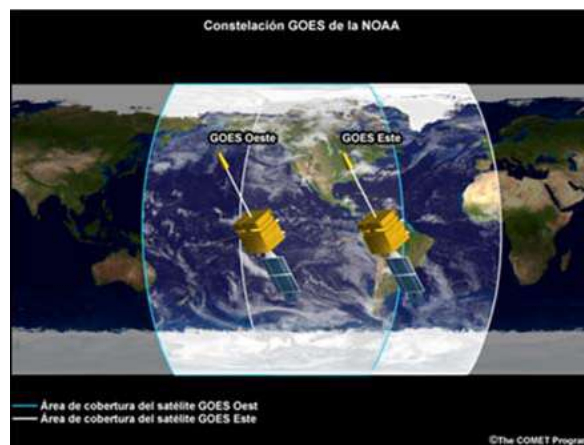 Constelación GOES de la NOAA
GOES Oeste
GOES Este
Área de cobertura del satélite GOES Oest
Área de cobertura del satélite GOES Este
©The COMET Program